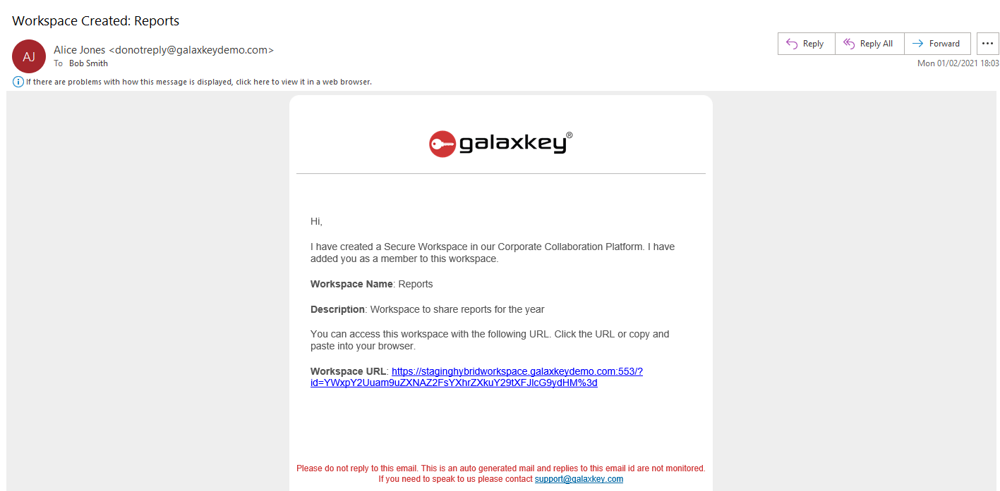 Workspace Created: Reports
AJ
Alice Jones <donotreply@galaxkeydemo.com>
To Bob Smith
Reply
Reply All
Forward
Mon 01/02/2021 18:03
If there are problems with how this message is displayed, click here to view it in a web browser.
galaxkey®
Hi,
I have created a Secure Workspace in our Corporate Collaboration Platform. I have
added you as a member to this workspace.
Workspace Name: Reports
Description: Workspace to share reports for the year
You can access this workspace with the following URL. Click the URL or copy and
paste into your browser.
Workspace URL: https://staginghybridworkspace.galaxkeydemo.com:553/?
id=YWxpY2Uuam9uZXNAZ2FsYXhrZXkuY29tXFJlcG9ydHM%3d
Please do not reply to this email. This is an auto generated mail and replies to this email id are not monitored.
If you need to speak to us please contact support@galaxkey.com